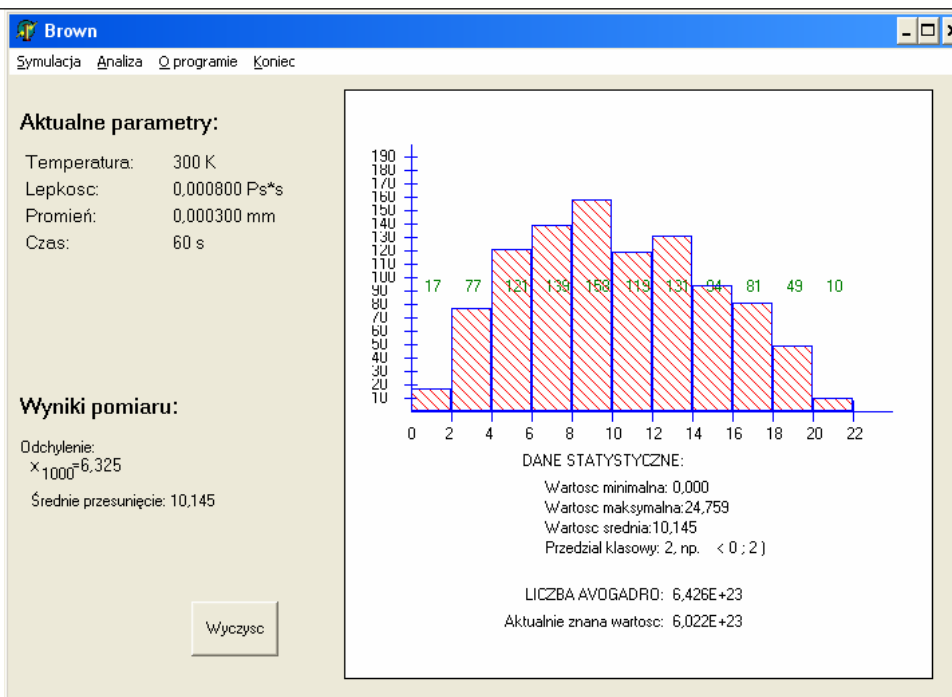 Brown
Symulacja Analiza O programie Koniec
Aktualne parametry:
Temperatura: 300 K
Lepkosc: 0,000800 Ps*s
Promień: 0,000300 mm
Czas: 60 s
Wyniki pomiaru:
Odchylenie:
x1000=6,325
Średnie przesunięcie: 10,145
Wyczysc
190
180
170
160
150
140
130
120
110
100
90
80
70
60
50
40
30
20
10
17 77 121 139 158 119 131 94 81 49 10
0 2 4 6 8 10 12 14 16 18 20 22
DANE STATYSTYCZNE:
Wartosc minimalna: 0,000
Wartosc maksymalna:24,759
Wartosc srednia:10,145
Przedzial klasowy: 2, np. < 0 ; 2 )
LICZBA AVOGADRO: 6,426E+23
Aktualnie znana wartosc: 6,022E+23